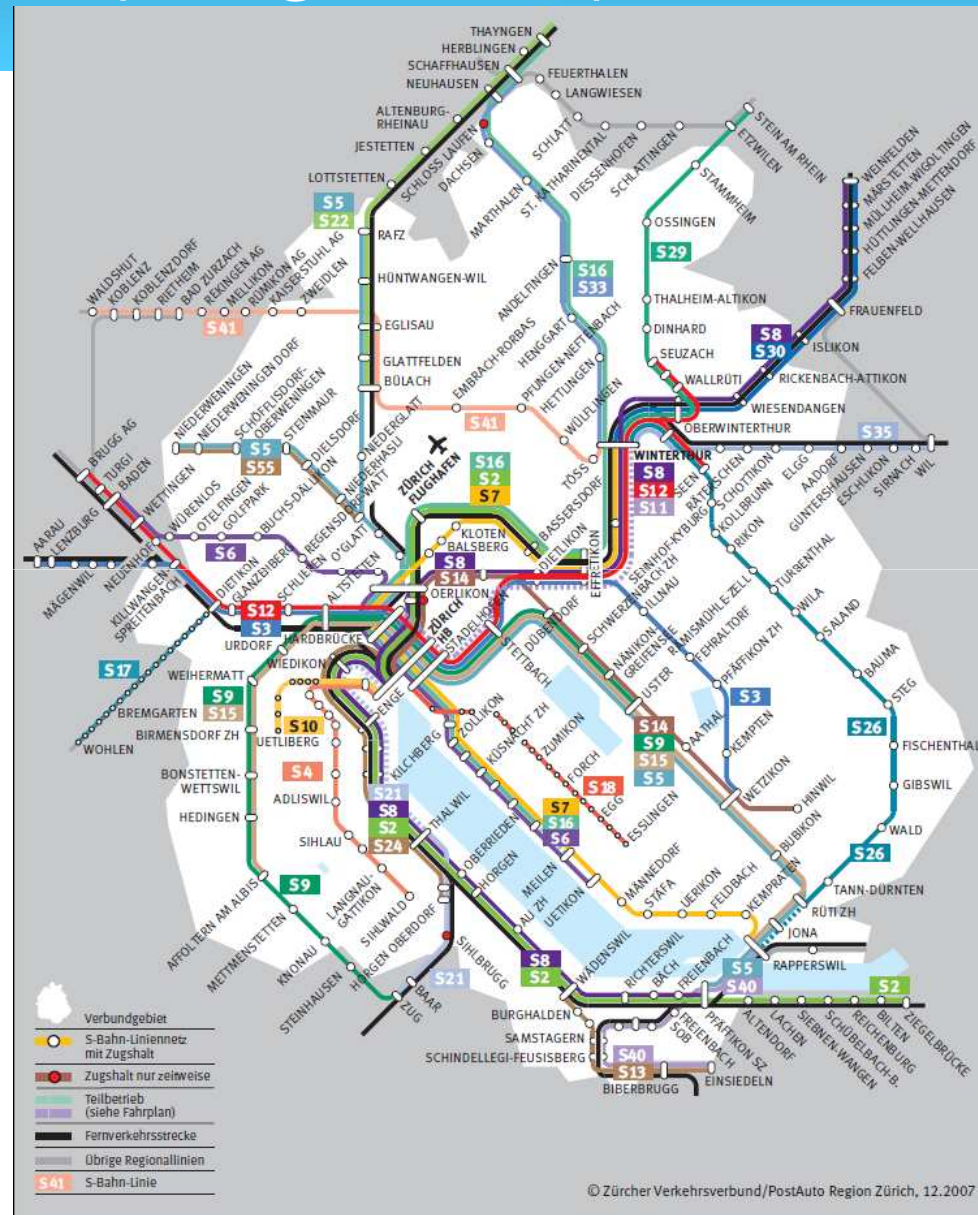 THAYNGEN
HERBLINGEN
SCHAFFHAUSEN
NEUHAUSEN
FEUERTHALEN
LANGWIESEN
ALTENBURG-
RHEINAU
JESTETTEN
LOTTSTETTEN
SCHLOSS LAUFEN
DACHSEN
MARTHALEN
SCHLATT
ST. KATHARINENTAL
DIESSENHOFEN
SCHLATTINGEN
STEIN AM RHEIN
ETZWILEN
STAMMHEIM
OSSINGEN
S29
THALHEIM-ALTIKON
DINHARD
SEUZACH
WALLRÜTI
OBERWINTERTHUR
WEINFELDEN
MÄRSTETTEN
MÜLLHEIM-WIGOLTINGEN
HÜTTLINGEN-METTENDORF
FELBEN-WELLHAUSEN
FRAUENFELD
ISLIKON
RICKENBACH-ATTIKON
WIESENDANGEN
S8
S30
S5
S22
RAFZ
HÜNTWANGEN-WIL
EGLISAU
GLATTFELDEN
BÜLACH
S16
S33
ANDELFINGEN
HENGGART
HETTLINGEN
WALDSHUT
KOBLENZ
KOBLENZDORF
RIETHEIM
BAD ZURZACH
REKINGEN AG
MELLIKON
RÜMIKON AG
KAISERSTUHL AG
ZWEIDLEN
S41
EMBRACH-RORBAS
PFUNGEN-NEFTENBACH
WÜLFLINGEN
TÖSS
S41
WINTERTHUR
S8
S12
S11
S35
NIEDERWENINGEN
NIEDERWENINGEN DORF
SCHÖFFLISDORF-
OBERWENINGEN
STEINMAUR
DIELSDORF
NIEDERHASLI
NIEDERGLATT
S5
S55
ZÜRICH
FLUGHAFEN
S16
S2
S7
KLOTEN
BALSBERG
BASSERSDORF
DIETLIKON
EFFRETIKON
S8
S14
OERLIKON
BRUGG AG
TURGI
BADEN
WETTINGEN
WÜRENLOS
OTELFINGEN
GOLFPARK
BUCHS-DÄLLIKON
REGENSDORF-WATT
S6
AARAU
LENZBURG
MÄGENWIL
NEUENHOF
KILLWANGEN-
SPREITENBACH
DIETIKON
GLANZENBERG
SCHLIEREN
ALTSTETTEN
S12
S3
HARDBRÜCKE
ZÜRICH
HB
STADELHOFEN
STETTBACH
DÜBENDORF
SCHWERZENBACH ZH
NÄNIKON-
GREIFENSEE
USTER
AATHAL
WETZIKON
HINWIL
BUBIKON
RÜTI ZH
JONA
RAPPERSWIL
ILLNAU
FEHRALTORF
PFÄFFIKON ZH
KEMPTEN
S3
SEEN
SENNHOF-KYBURG
KOLLBRUNN
RIKON
RÄMISMÜHLE-ZELL
TURBENTHAL
WILA
SALAND
BAUMA
STEG
FISCHENTHAL
GIBSWIL
WALD
TANN-DÜRNTEN
S26
S26
RÄTERSCHEN
SCHOTTIKON
ELGG
AADORF
GUNTERSHAUSEN
ESCHLIKON
SIRNACH
WIL
URDORF
WIEDIKON
WEIHERMATT
BREMGARTEN
BIRMENSDORF ZH
S9
S15
S17
WOHLEN
BONSTETTEN-
WETTSWIL
HEDINGEN
AFFOLTERN AM ALBIS
METTMENSTETTEN
KNONAU
STEINHAUSEN
ZUG
BAAR
S9
UETLIBERG
S10
S4
ADLISWIL
SIHLAU
LANGNAU-
GATTIKON
SIHLWALD
HORGEN OBERDORF
SIHLBRUGG
S21
ENGE
KILCHBERG
THALWIL
OBERRIEDEN
HORGEN
AU ZH
WÄDENSWIL
S21
S8
S2
S24
ZOLLIKON
KÜSNACHT ZH
MEILEN
UETIKON
MÄNNEDORF
STÄFA
UERIKON
FELDBACH
KEMPRATEN
S7
S16
S6
ZUMIKON
FORCH
EGG
ESSLINGEN
S18
S14
S9
S15
S5
S8
S2
RICHTERSWIL
BÄCH
FREIENBACH
S5
S40
PFÄFFIKON SZ
ALTENDORF
LACHEN
SIEBNEN-WANGEN
SCHÜBELBACH-B.
REICHENBURG
BILTEN
ZIEGELBRÜCKE
S2
BURGHALDEN
SAMSTAGERN
SCHINDELLEGI-FEUSISBERG
FREIENBACH
SOB
S40
S13
BIBERBRUGG
EINSIEDELN
Verbundgebiet
S-Bahn-Liniennetz
mit Zugshalt
Zugshalt nur zeitweise
Teilbetrieb
(siehe Fahrplan)
Fernverkehrsstrecke
Übrige Regionallinien
S41
S-Bahn-Linie
© Zürcher Verkehrsverbund/PostAuto Region Zürich, 12.2007